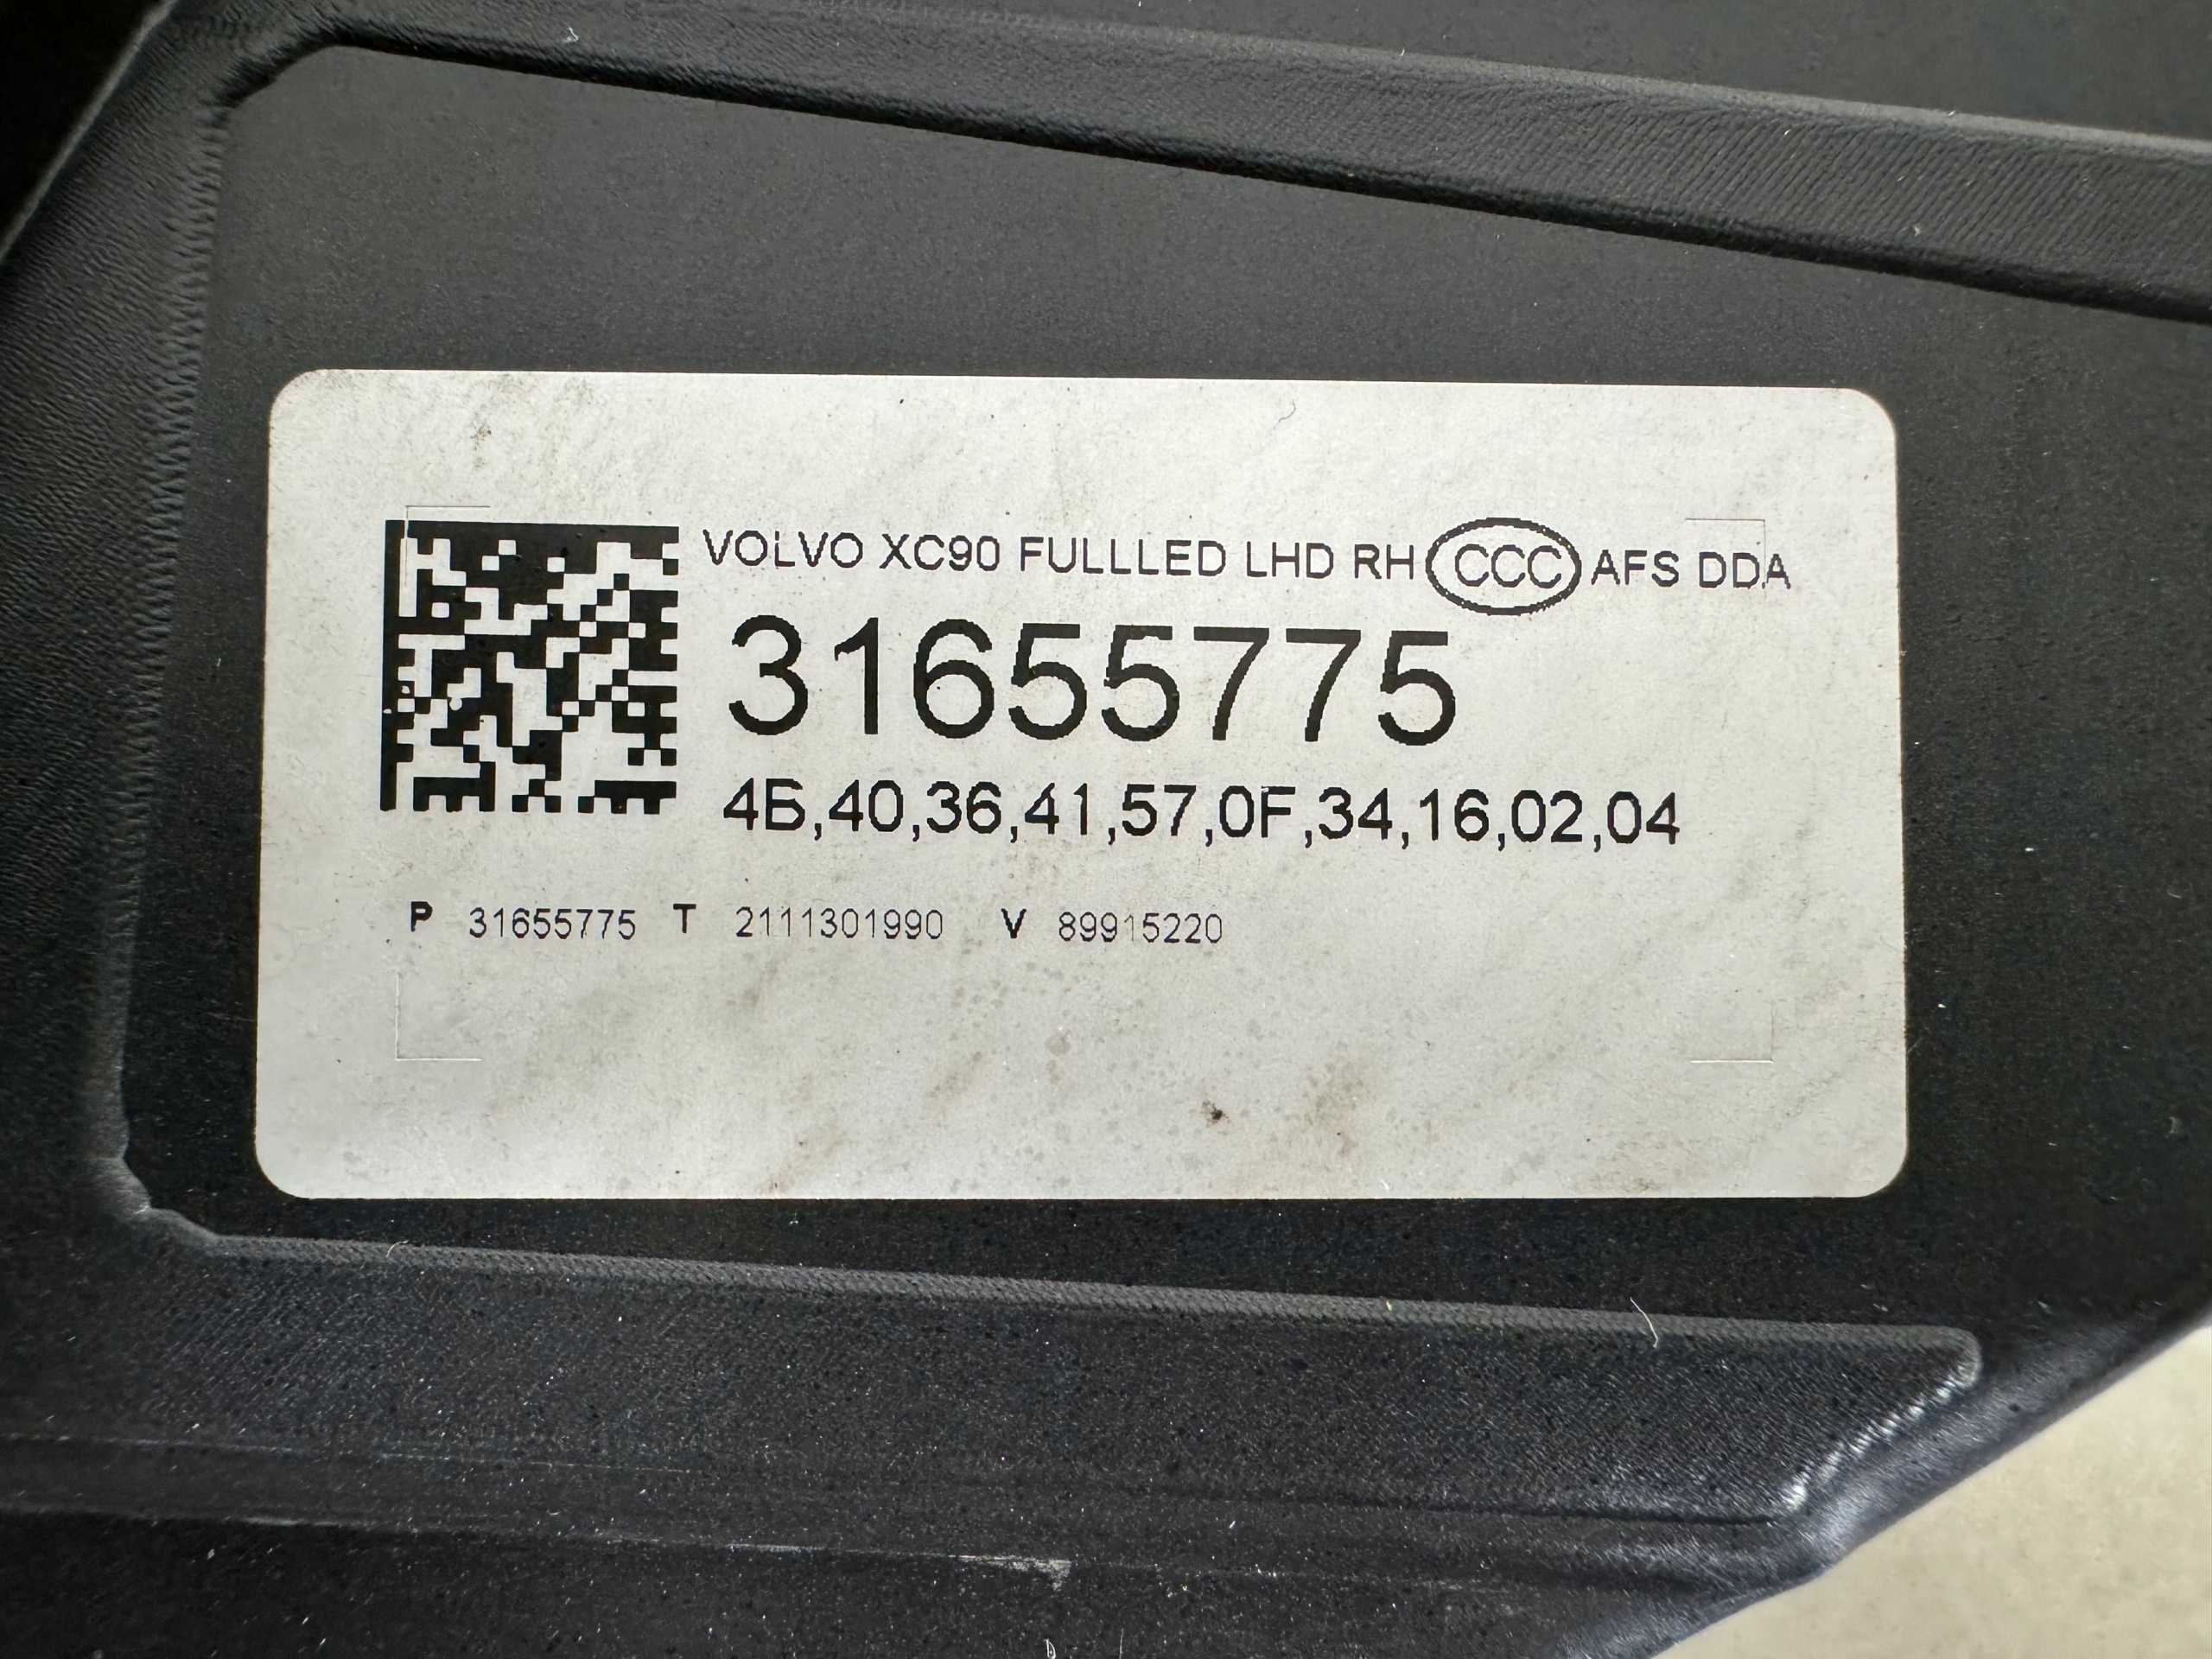 VOLVO XC90 FULLLED LHD RH CCC AFS DDA
31655775
4B,40,36,41,57,0F,34,16,02,04
P 31655775 T 2111301990 V 89915220